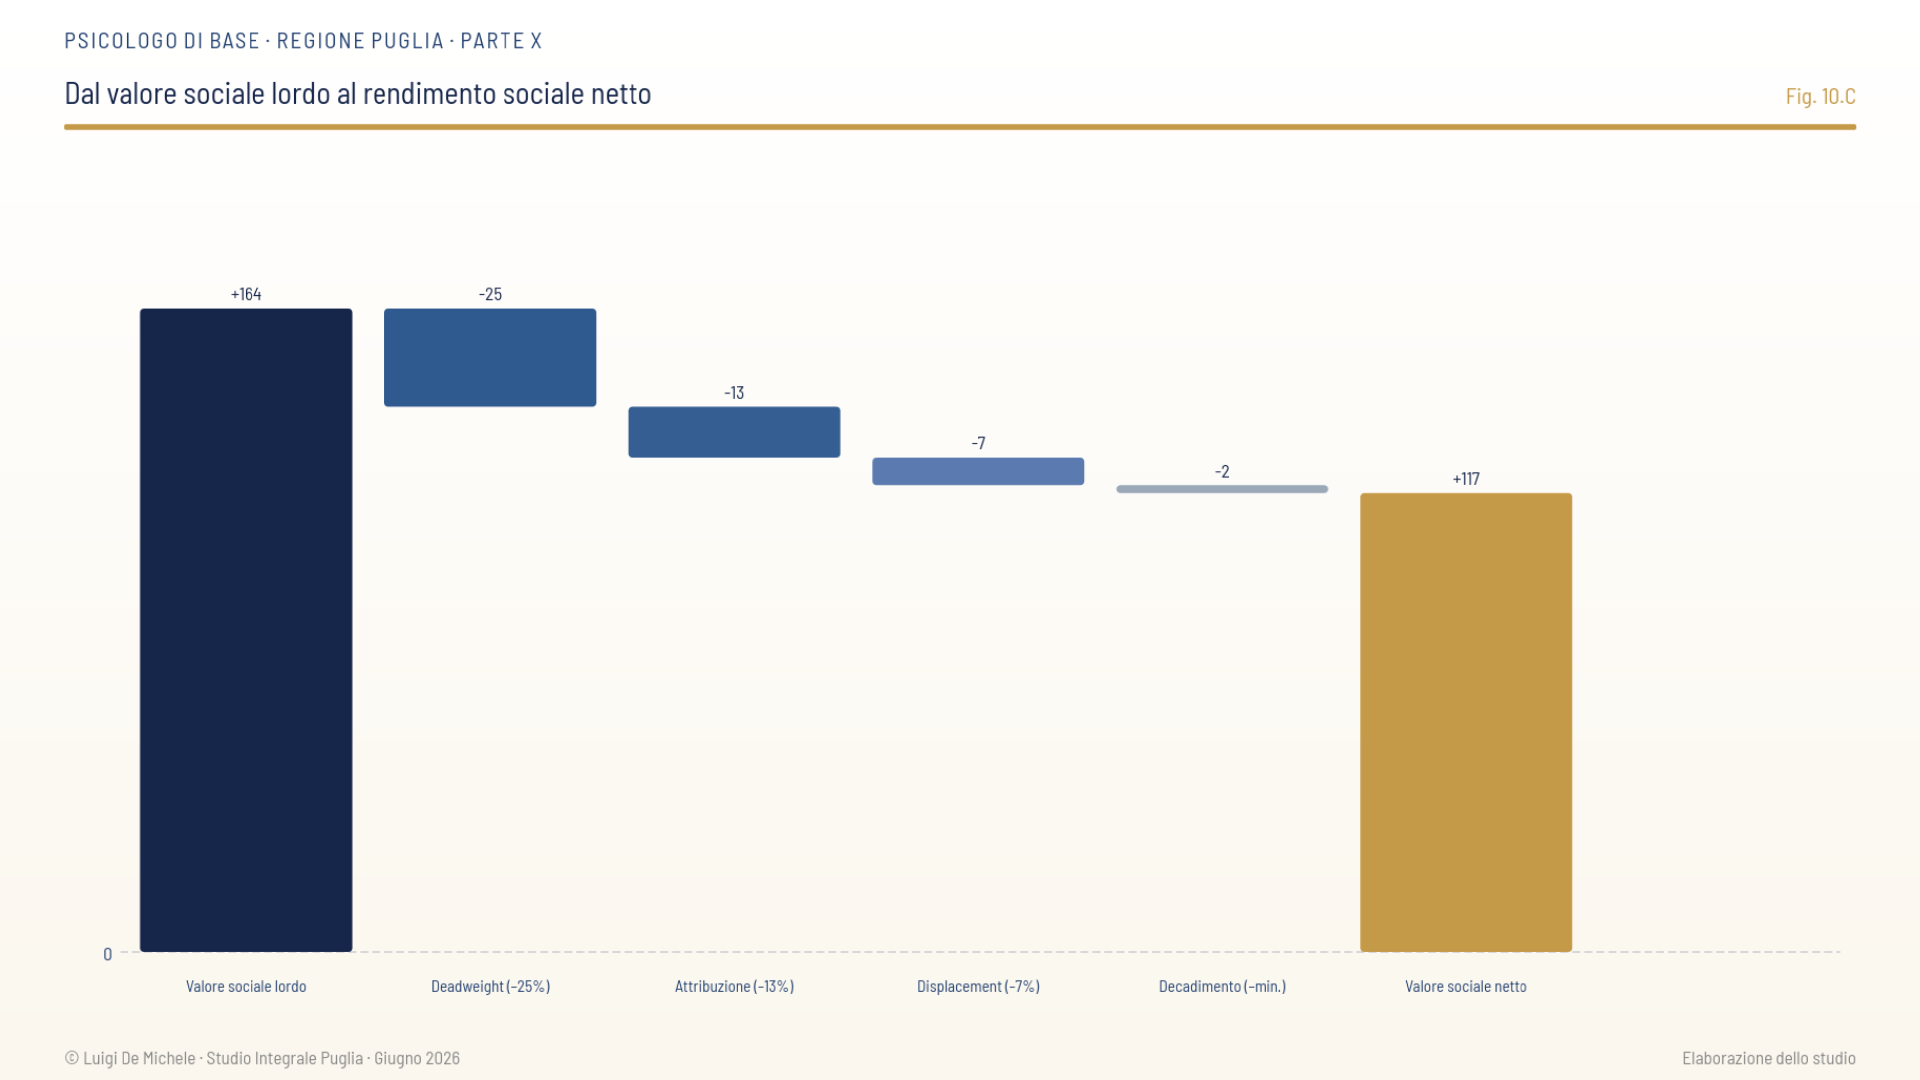 PSICOLOGO DI BASE · REGIONE PUGLIA · PARTE X
Dal valore sociale lordo al rendimento sociale netto
Fig. 10.C
+164
-25
-13
-7
-2
+117
0
Valore sociale lordo
Deadweight (-25%)
Attribuzione (-13%)
Displacement (-7%)
Decadimento (-min.)
Valore sociale netto
© Luigi De Michele · Studio Integrale Puglia · Giugno 2026
Elaborazione dello studio